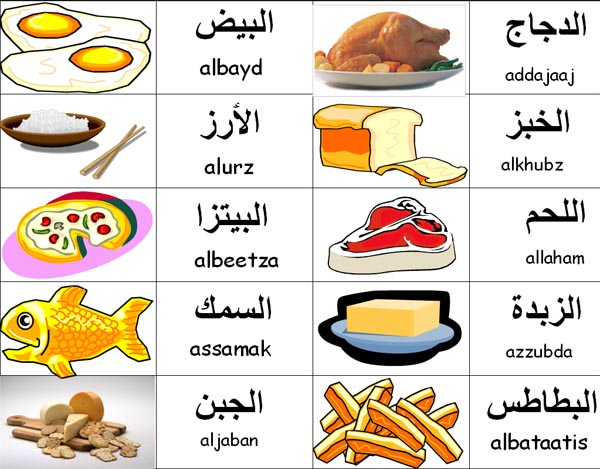 البيض
albayd
الدجاج
addajaaj
الأرز
alurz
الخبز
alkhubz
البيتزا
albeetza
اللحم
allaham
السمك
assamak
الزبدة
azzubda
الجبن
aljaban
البطاطس
albataatis